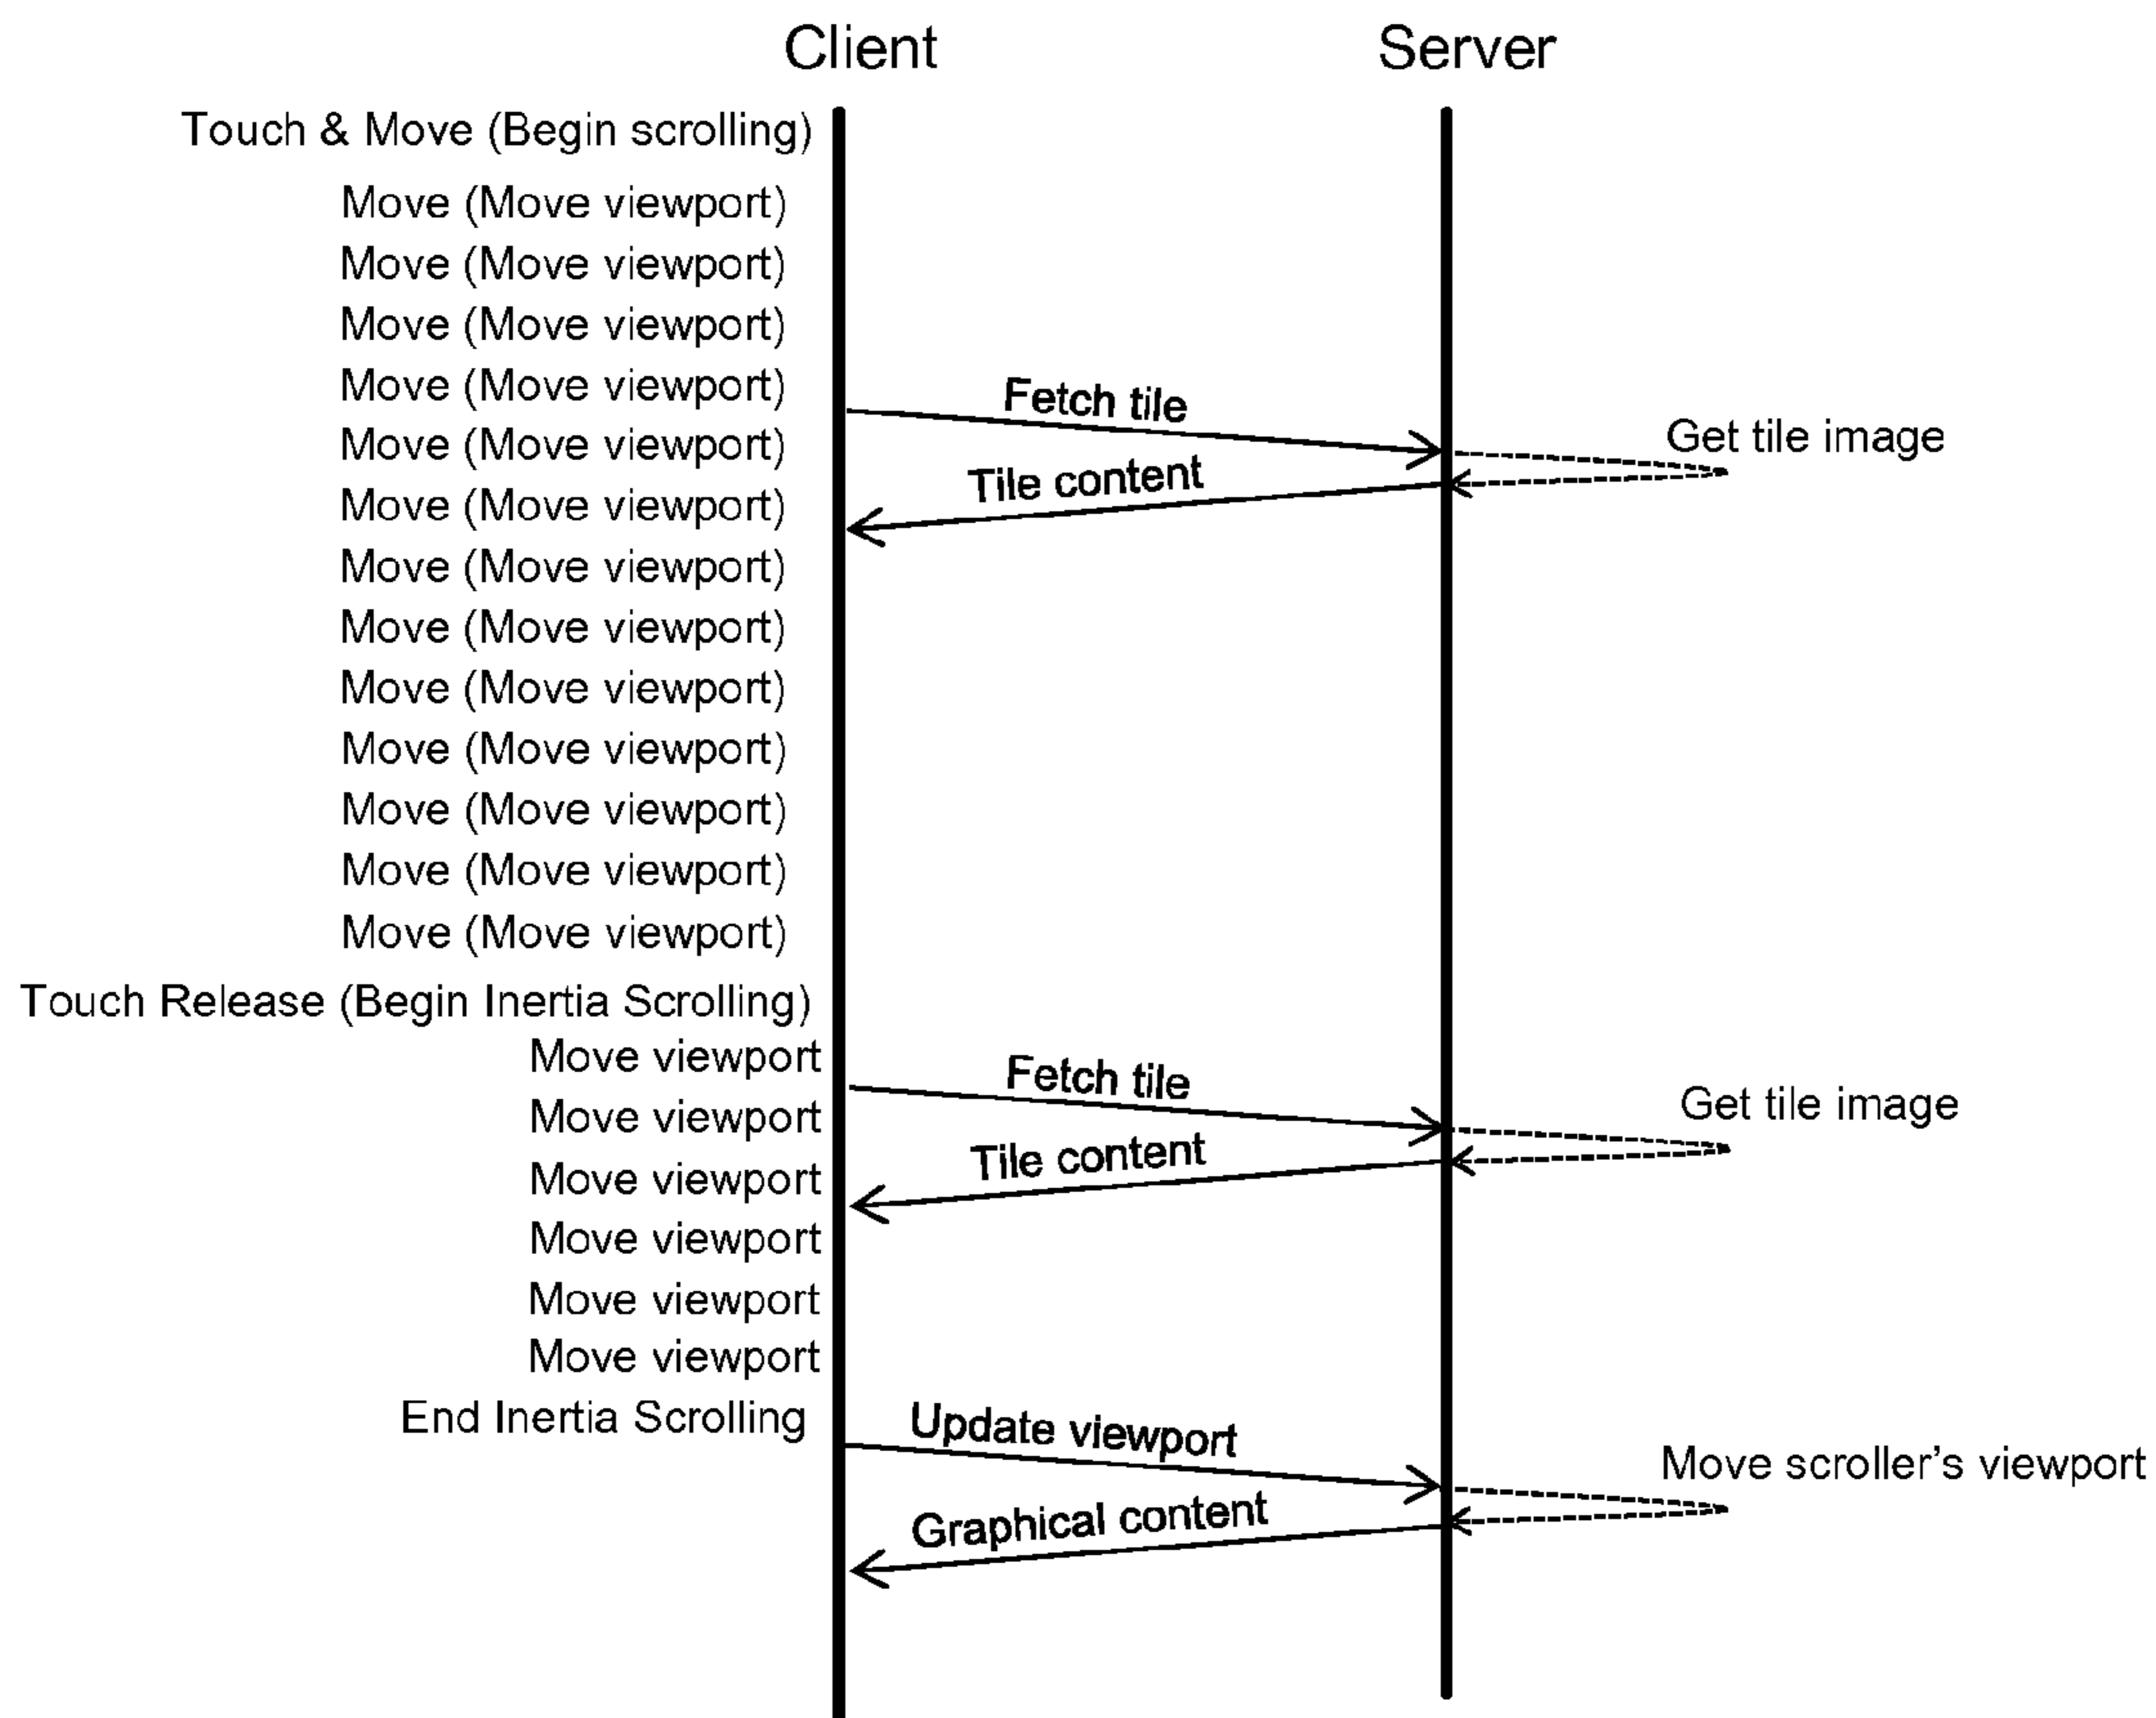 Client Server
Touch & Move (Begin scrolling)
Move (Move viewport)
Move (Move viewport)
Move (Move viewport)
Move (Move viewport)
Fetch tile
Move (Move viewport)
Get tile image
Tile content
Move (Move viewport)
Move (Move viewport)
Move (Move viewport)
Move (Move viewport)
Move (Move viewport)
Move (Move viewport)
Move (Move viewport)
Move (Move viewport)
Touch Release (Begin Inertia Scrolling)
Move viewport
Fetch tile
Move viewport
Get tile image
Tile content
Move viewport
Move viewport
Move viewport
Move viewport
End Inertia Scrolling
Update viewport
Move scroller's viewport
Graphical content